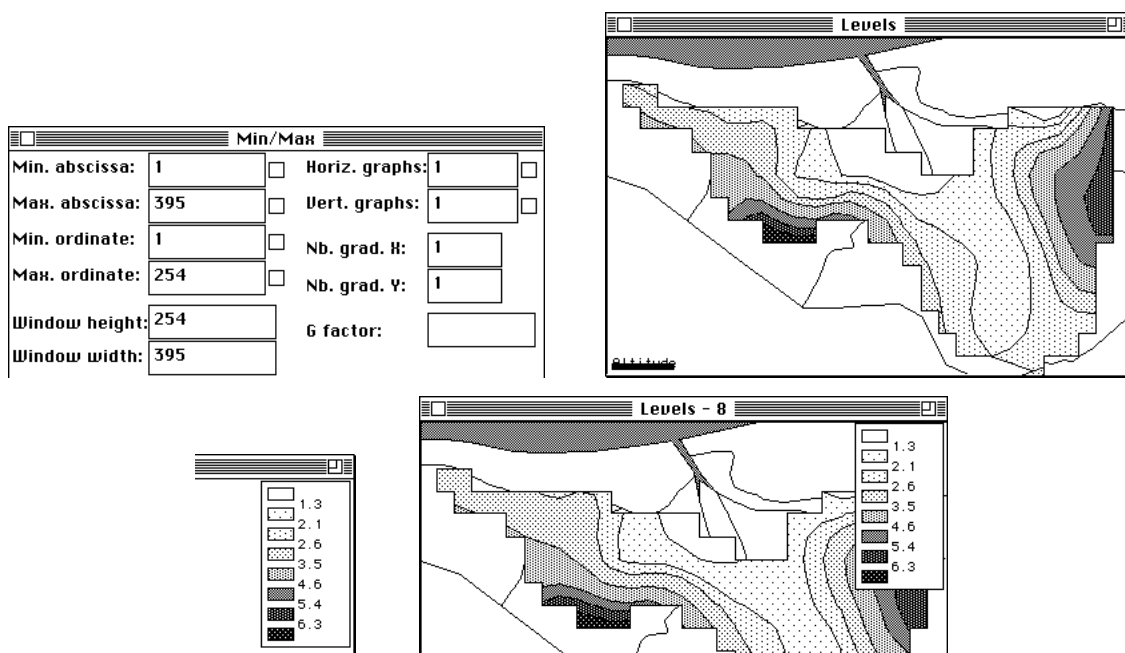 Levels
Min/Max
Min. abscissa: 1
Horiz. graphs: 1
Max. abscissa: 395
Vert. graphs: 1
Min. ordinate: 1
Nb. grad. X: 1
Max. ordinate: 254
Nb. grad. Y: 1
Window height: 254
G factor:
Window width: 395
Altitude
Levels - 8
1.3
2.1
2.6
3.5
4.6
5.4
6.3
1.3
2.1
2.6
3.5
4.6
5.4
6.3